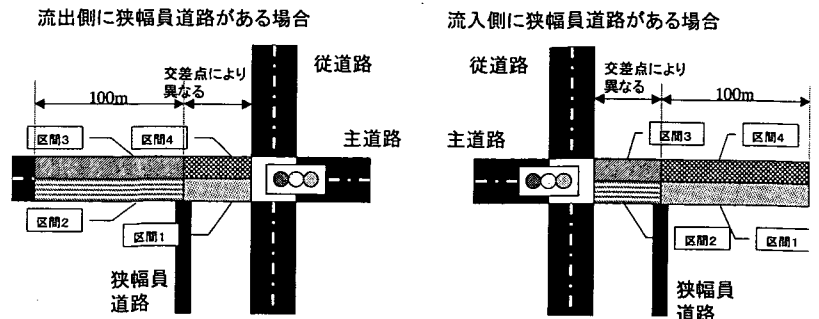 流出側に狭幅員道路がある場合
従道路
交差点により
異なる
100m
主道路
区間3
区間4
区間2
区間1
狭幅員
道路
流入側に狭幅員道路がある場合
従道路
交差点により
異なる
100m
主道路
区間3
区間4
区間2
区間1
狭幅員
道路